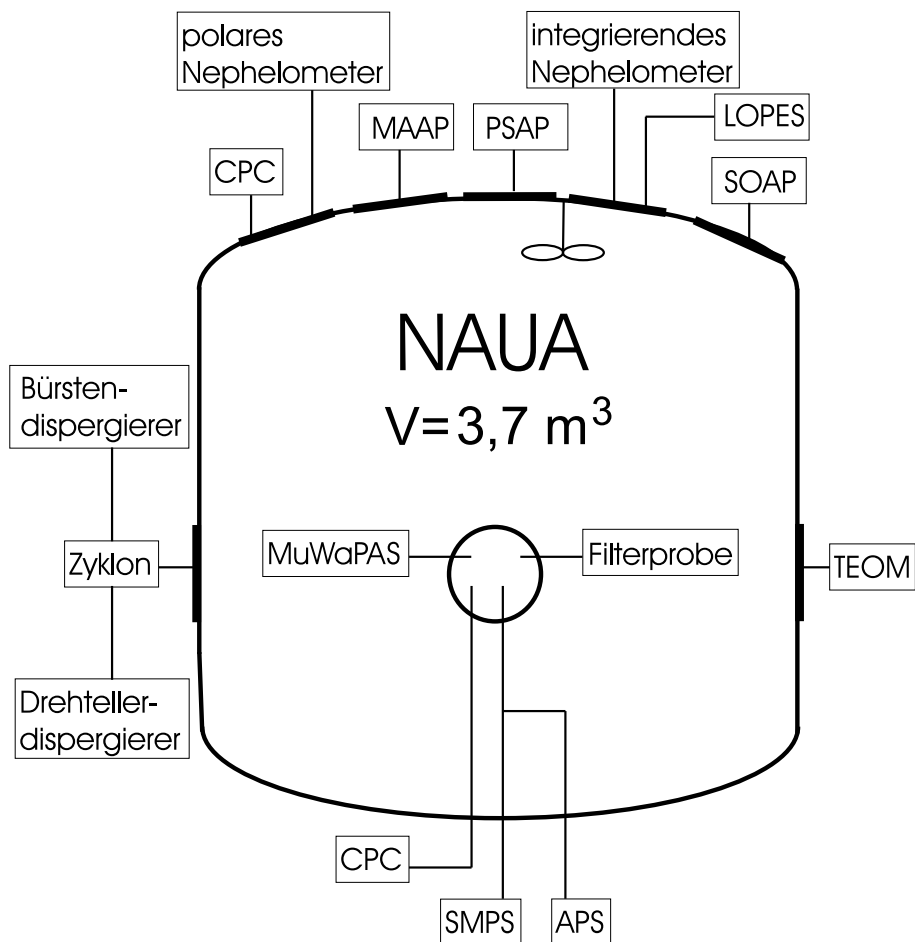 polares
Nephelometer
integrierendes
Nephelometer
MAAP
PSAP
LOPES
CPC
SOAP
NAUA
V=3,7 m³
Bürsten-
dispergierer
Zyklon
MuWaPAS
Filterprobe
TEOM
Drehteller-
dispergierer
CPC
SMPS
APS